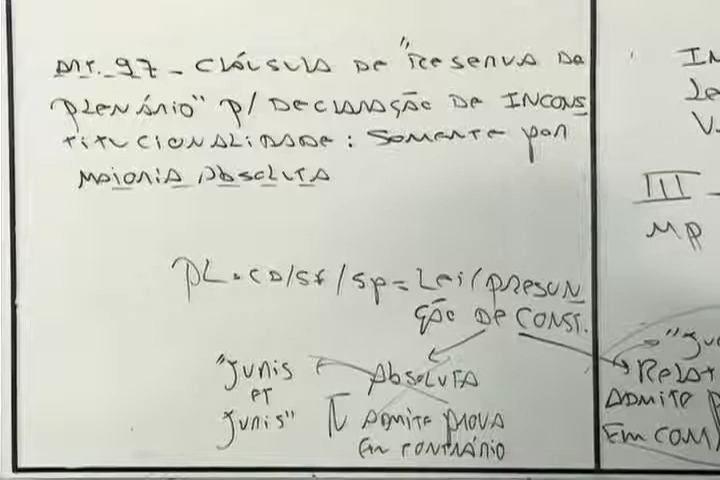 Art. 97 - Cláusula de "Reserva de
Plenário" p/ Declaração de INCONS
TITUCIONALIDADE: Somente por
Maioria Absoluta
PL = CD/SF/SP = Lei (PRESUN
ÇÃO DE CONST.
"Juris ET Juris"
Absoluta
ADMITE PROVA
Em CONTRÁRIO
III -
MP
RELAT
ADMITE P
Em CON